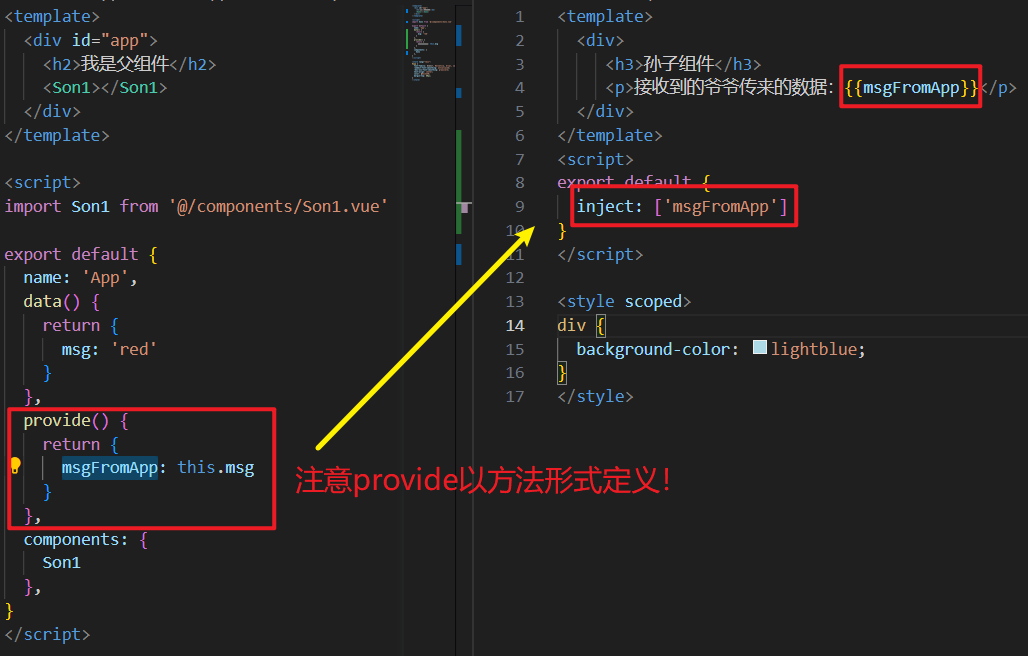 <template>
<div id="app">
<h2>我是父组件</h2>
<Son1></Son1>
</div>
</template>
<script>
import Son1 from '@/components/Son1.vue'
export default {
name: 'App',
data() {
return {
msg: 'red'
}
},
provide() {
return {
msgFromApp: this.msg
}
},
components: {
Son1
},
}
</script>
注意provide以方法形式定义！
1 <template>
2 <div>
3 <h3>孙子组件</h3>
4 <p>接收到的爷爷传来的数据：{{msgFromApp}}</p>
5 </div>
6 </template>
7 <script>
8 export default {
9 inject: ['msgFromApp']
10 }
11 </script>
12
13 <style scoped>
14 div {
15 background-color: lightblue;
16 }
17 </style>